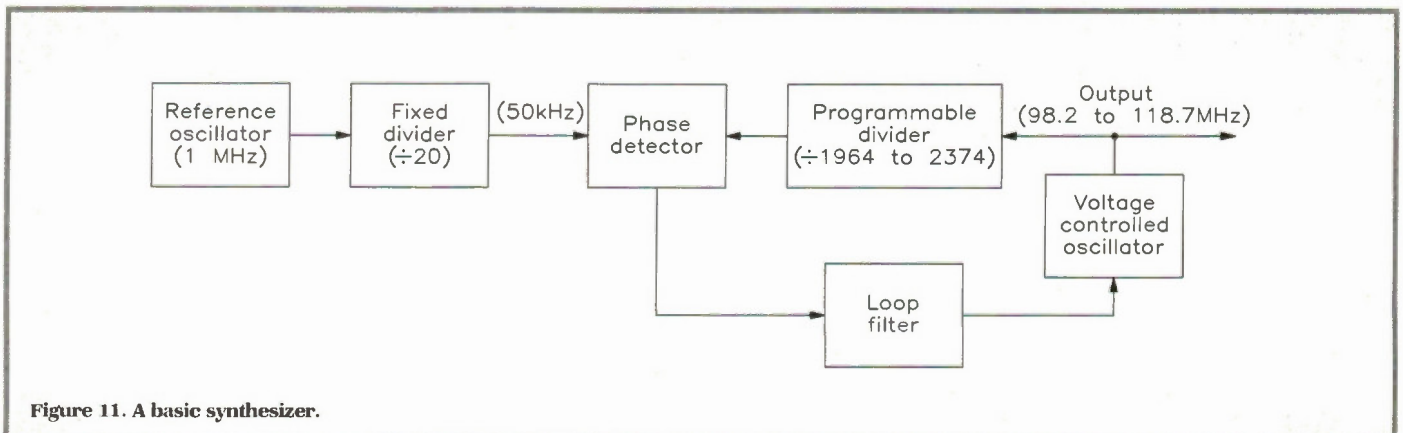 Reference
oscillator
(1 MHz)
Fixed
divider
(÷20)
(50kHz)
Phase
detector
Programmable
divider
(÷1964 to 2374)
Output
(98.2 to 118.7MHz)
Voltage
controlled
oscillator
Loop
filter
Figure 11. A basic synthesizer.